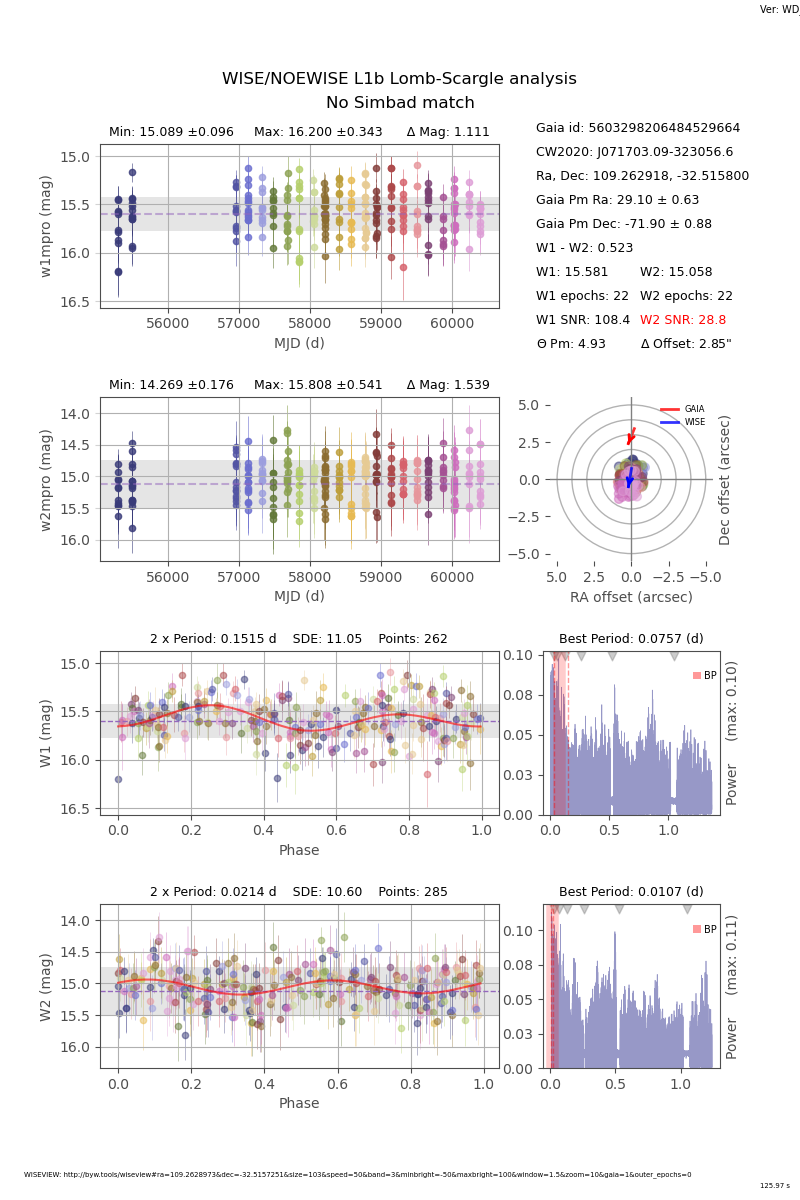 Ver: WD_
WISE/NOEWISE L1b Lomb-Scargle analysis
No Simbad match
Min: 15.089 ±0.096 Max: 16.200 ±0.343 Δ Mag: 1.111
15.0
15.5
16.0
16.5
w1mpro (mag)
56000 57000 58000 59000 60000
MJD (d)
Gaia id: 5603298206484529664
CW2020: J071703.09-323056.6
Ra, Dec: 109.262918, -32.515800
Gaia Pm Ra: 29.10 ± 0.63
Gaia Pm Dec: -71.90 ± 0.88
W1 - W2: 0.523
W1: 15.581 W2: 15.058
W1 epochs: 22 W2 epochs: 22
W1 SNR: 108.4 W2 SNR: 28.8
Θ Pm: 4.93 Δ Offset: 2.85"
Min: 14.269 ±0.176 Max: 15.808 ±0.541 Δ Mag: 1.539
14.0
14.5
15.0
15.5
16.0
w2mpro (mag)
56000 57000 58000 59000 60000
MJD (d)
5.0
2.5
0.0
−2.5
−5.0
GAIA
WISE
Dec offset (arcsec)
5.0 2.5 0.0 −2.5 −5.0
RA offset (arcsec)
2 x Period: 0.1515 d SDE: 11.05 Points: 262
15.0
15.5
16.0
16.5
W1 (mag)
0.0 0.2 0.4 0.6 0.8 1.0
Phase
Best Period: 0.0757 (d)
0.10
0.08
0.05
0.03
0.00
BP
Power (max: 0.10)
0.0 0.5 1.0
2 x Period: 0.0214 d SDE: 10.60 Points: 285
14.0
14.5
15.0
15.5
16.0
W2 (mag)
0.0 0.2 0.4 0.6 0.8 1.0
Phase
Best Period: 0.0107 (d)
0.10
0.08
0.05
0.03
0.00
BP
Power (max: 0.11)
0.0 0.5 1.0
WISEVIEW: http://byw.tools/wiseview#ra=109.2628973&dec=-32.5157251&size=103&speed=50&band=3&minbright=-50&maxbright=100&window=1.5&zoom=10&gaia=1&outer_epochs=0
125.97 s